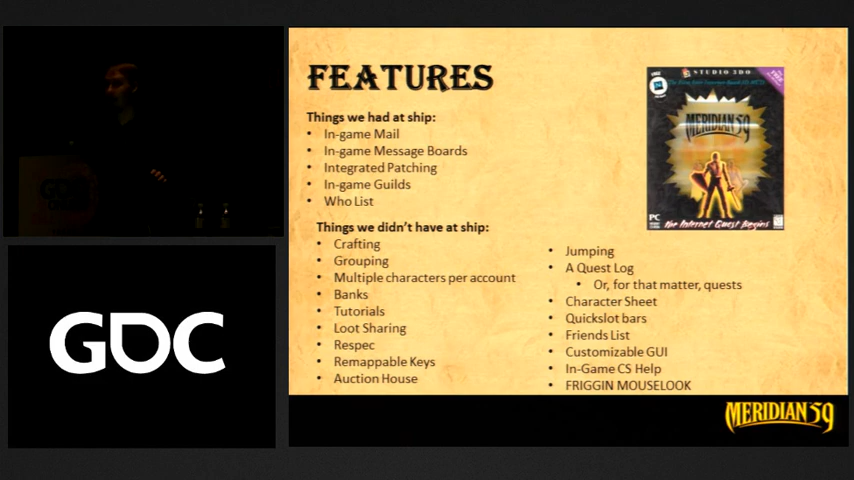 FEATURES
Things we had at ship:
• In-game Mail
• In-game Message Boards
• Integrated Patching
• In-game Guilds
• Who List
Things we didn't have at ship:
• Crafting
• Grouping
• Multiple characters per account
• Banks
• Tutorials
• Loot Sharing
• Respec
• Remappable Keys
• Auction House
• Jumping
• A Quest Log
• Or, for that matter, quests
• Character Sheet
• Quickslot bars
• Friends List
• Customizable GUI
• In-Game CS Help
• FRIGGIN MOUSELOOK
STUDIO 3DO
MERIDIAN 59
PC
The Internet Quest Begins
MERIDIAN 59
GDC